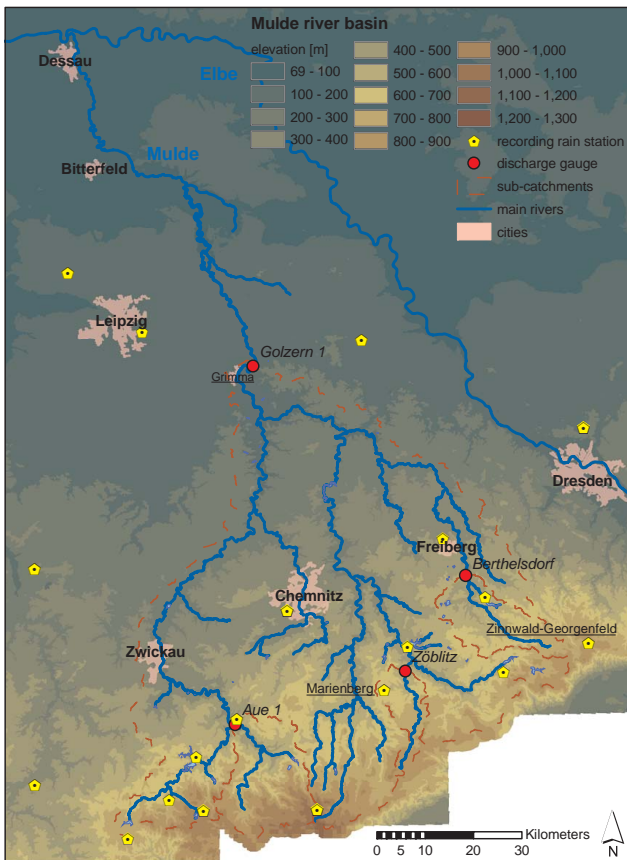 Mulde river basin
elevation [m]
69 - 100
100 - 200
200 - 300
300 - 400
400 - 500
500 - 600
600 - 700
700 - 800
800 - 900
900 - 1,000
1,000 - 1,100
1,100 - 1,200
1,200 - 1,300
recording rain station
discharge gauge
sub-catchments
main rivers
cities
Dessau
Elbe
Mulde
Bitterfeld
Leipzig
Golzern 1
Grimma
Dresden
Freiberg
Berthelsdorf
Chemnitz
Zinnwald-Georgenfeld
Zwickau
Zöblitz
Marienberg
Aue 1
Kilometers
0 5 10 20 30
N